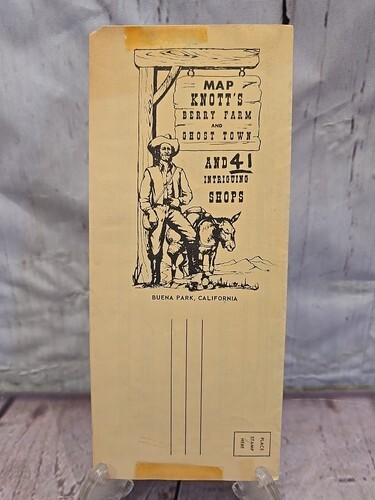 MAP
KNOTT'S
BERRY FARM
AND
GHOST TOWN
AND 41
INTRIGUING
SHOPS
BUENA PARK, CALIFORNIA
PLACE
STAMP
HERE